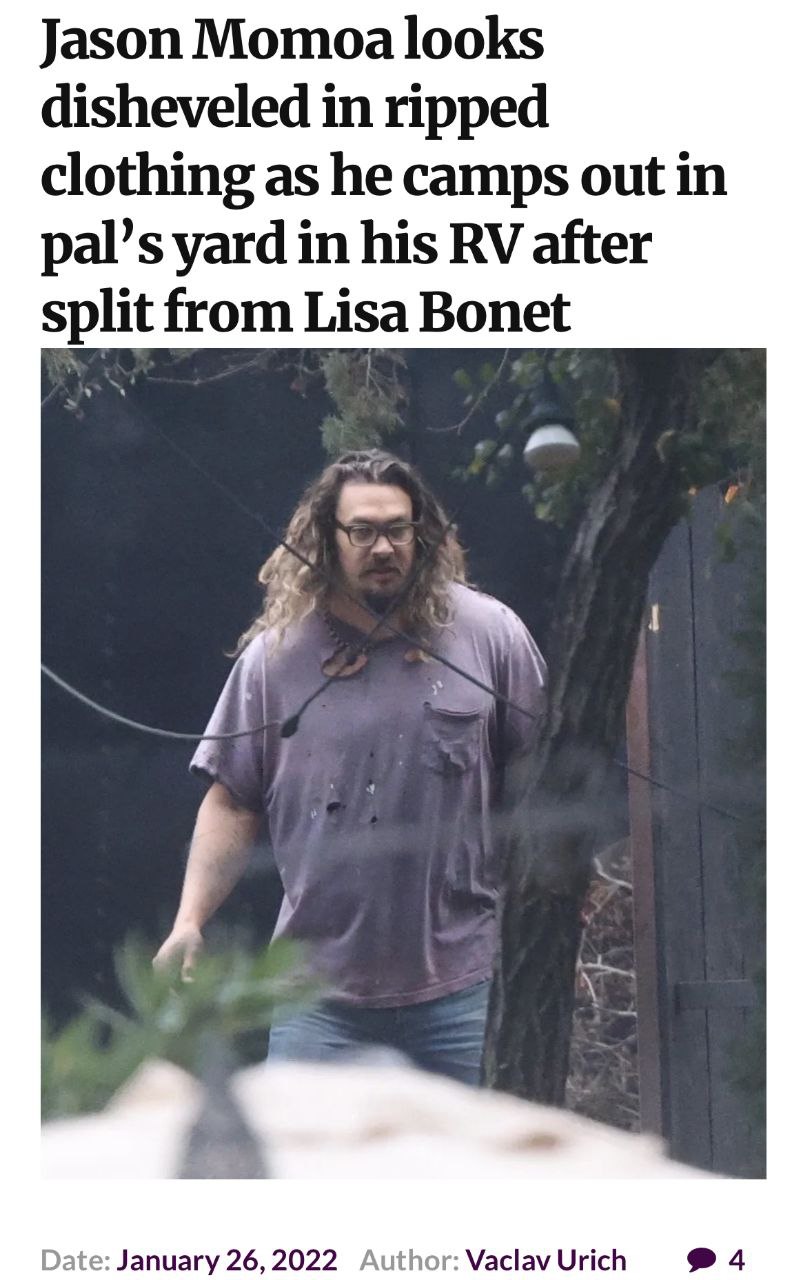 Jason Momoa looks
disheveled in ripped
clothing as he camps out in
pal’s yard in his RV after
split from Lisa Bonet
Date: January 26, 2022 Author: Vaclav Urich 4